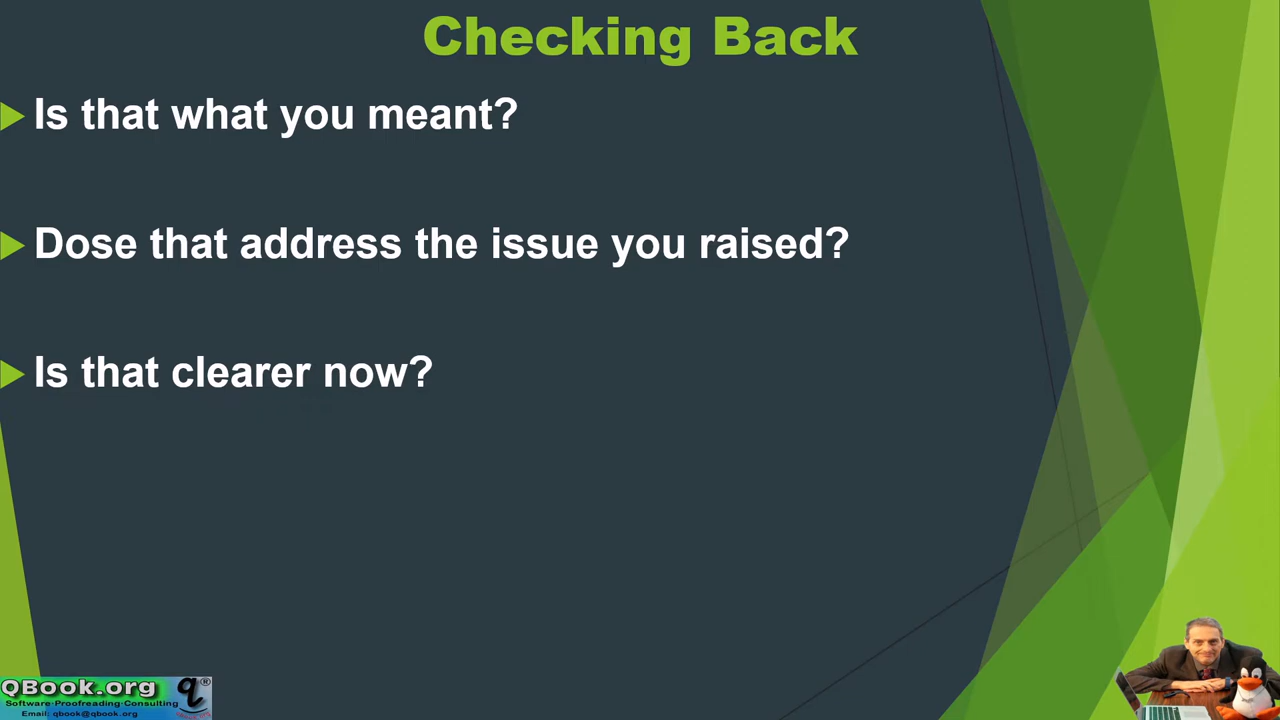 Checking Back
Is that what you meant?
Dose that address the issue you raised?
Is that clearer now?
QBook.org
q®
Software·Proofreading·Consulting
Email: qbook@qbook.org